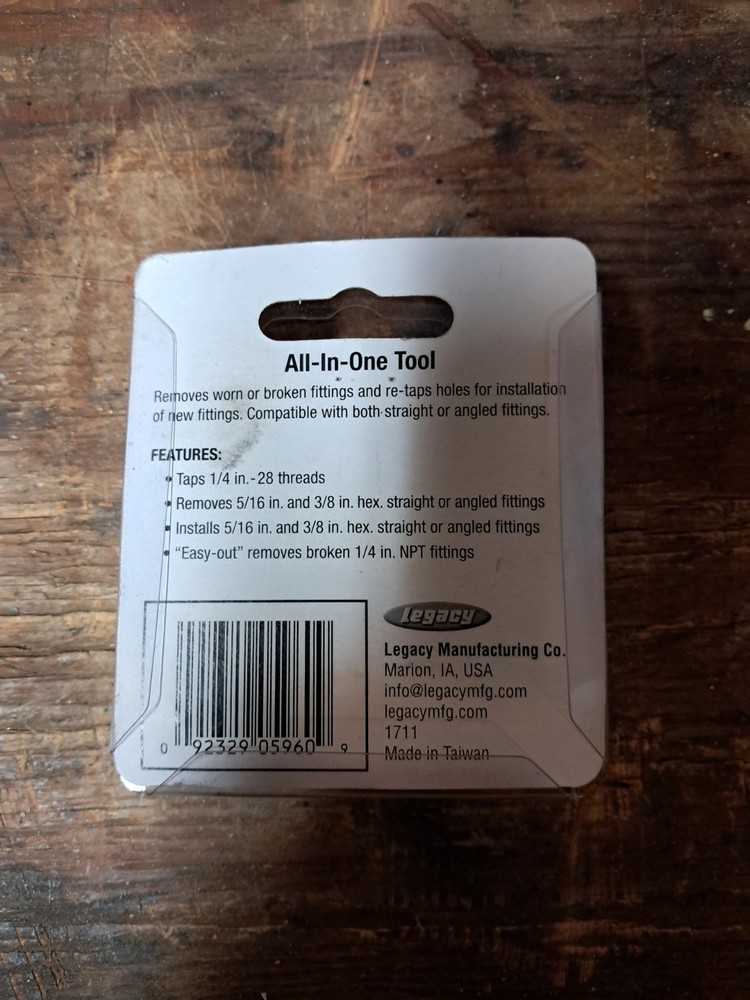 All-In-One Tool
Removes worn or broken fittings and re-taps holes for installation
of new fittings. Compatible with both straight or angled fittings.
FEATURES:
• Taps 1/4 in.-28 threads
• Removes 5/16 in. and 3/8 in. hex. straight or angled fittings
• Installs 5/16 in. and 3/8 in. hex. straight or angled fittings
• “Easy-out” removes broken 1/4 in. NPT fittings
Legacy
Legacy Manufacturing Co.
Marion, IA, USA
info@legacymfg.com
legacymfg.com
1711
Made in Taiwan
0 92329 05960 9